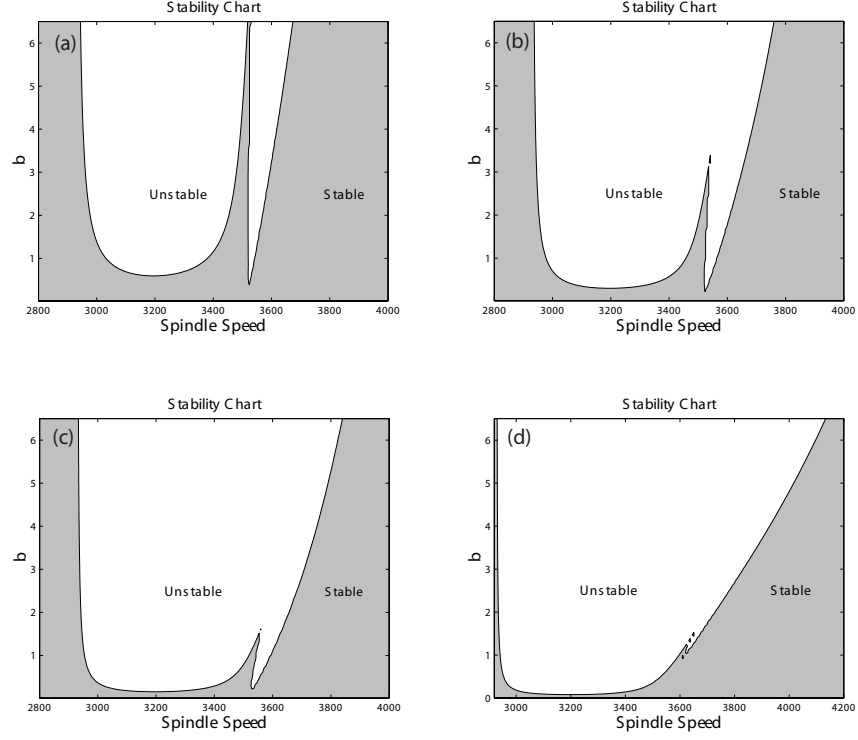 Stability Chart
(a)
6
5
4
3
2
1
b
Unstable
Stable
2800 3000 3200 3400 3600 3800 4000
Spindle Speed
Stability Chart
(b)
6
5
4
3
2
1
b
Unstable
Stable
2800 3000 3200 3400 3600 3800 4000
Spindle Speed
Stability Chart
(c)
6
5
4
3
2
1
b
Unstable
Stable
2800 3000 3200 3400 3600 3800 4000
Spindle Speed
Stability Chart
(d)
6
5
4
3
2
1
0
b
Unstable
Stable
3000 3200 3400 3600 3800 4000 4200
Spindle Speed